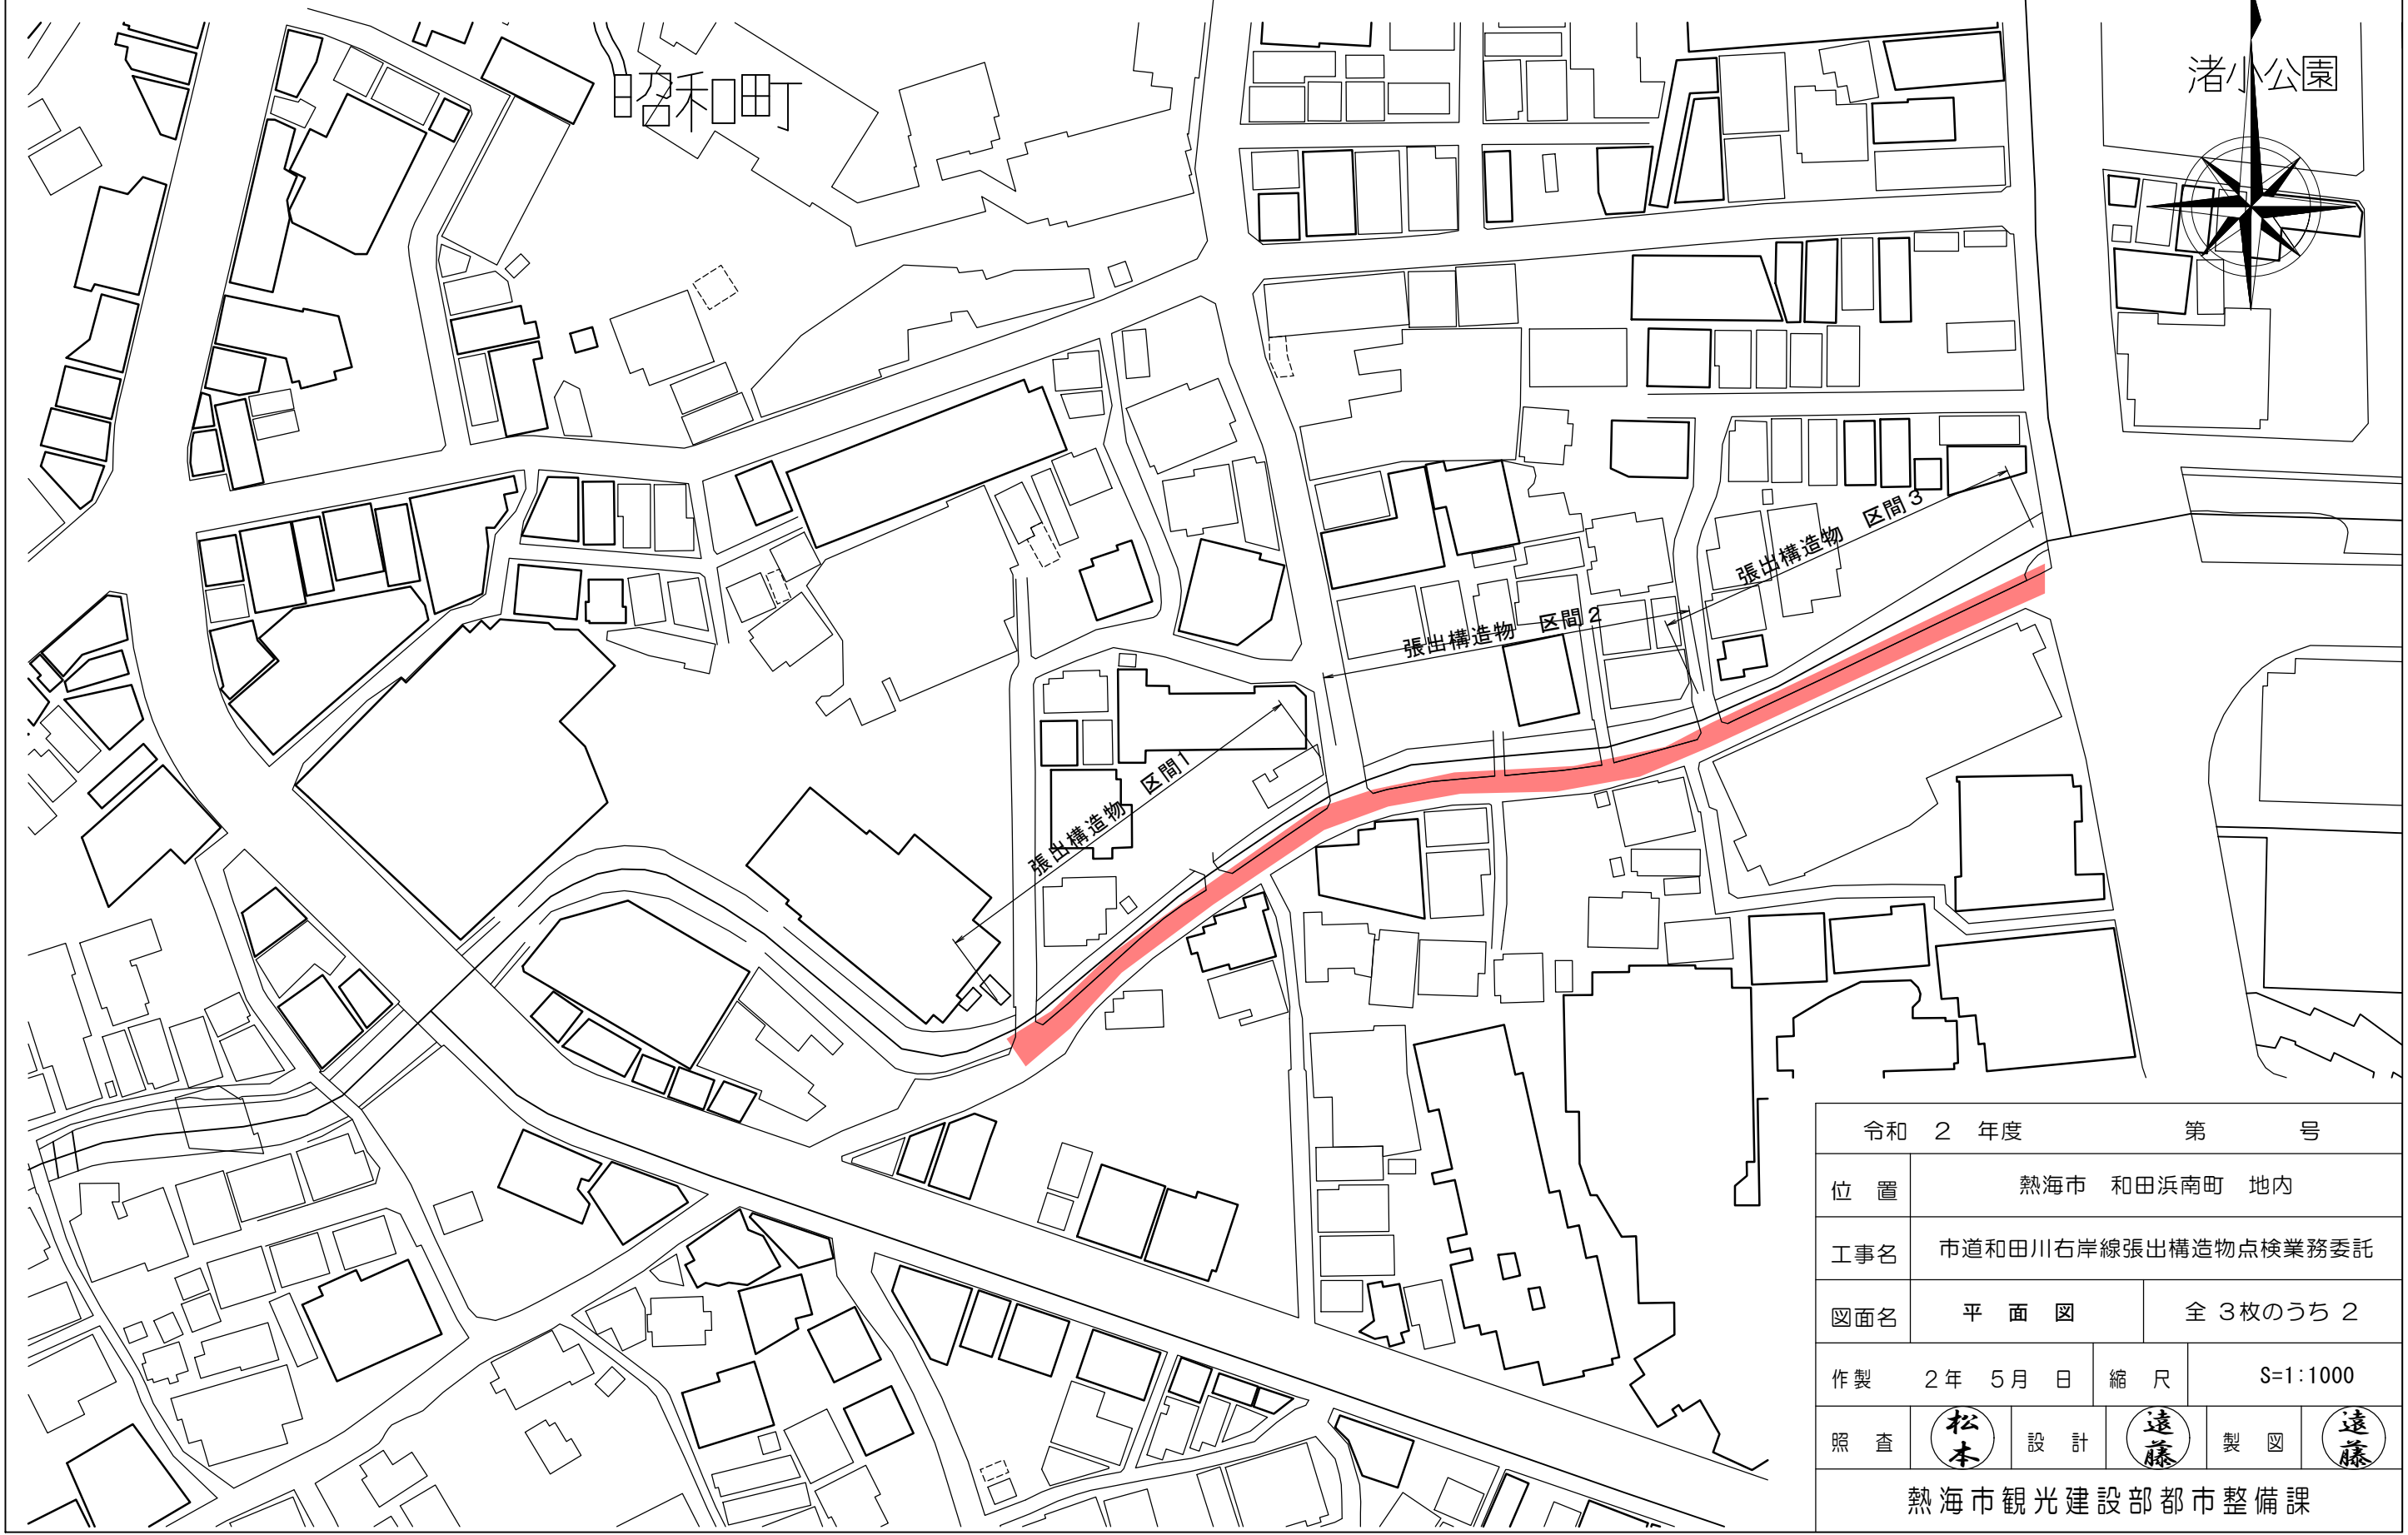 昭和町
渚小公園
張出構造物　区間３
張出構造物　区間２
張出構造物　区間１
令和　２　年度　　第　　号
位　置　熱海市　和田浜南町　地内
工事名　市道和田川右岸線張出構造物点検業務委託
図面名　平　面　図　全 ３枚のうち ２
作製　２年　５月　日　縮　尺　S=1:1000
照　査　松本　設　計　遠藤　製　図　遠藤
熱海市観光建設部都市整備課